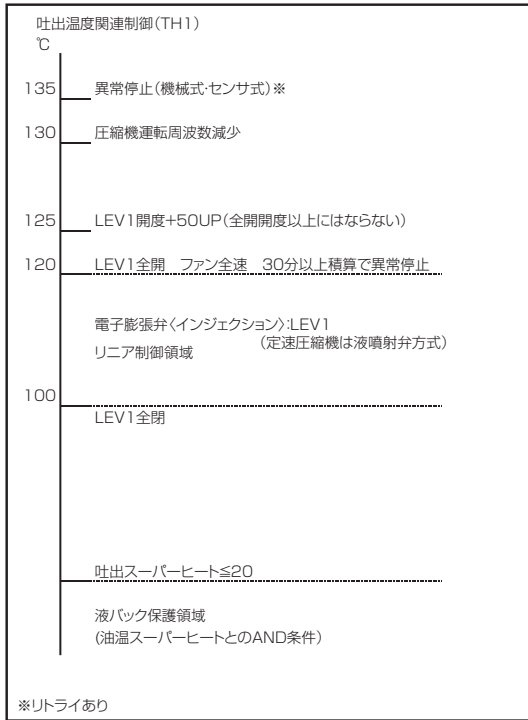 吐出温度関連制御(TH1)
℃
135 異常停止(機械式･センサ式)※
130 圧縮機運転周波数減少
125 LEV1開度+50UP(全開開度以上にはならない)
120 LEV1全開　ファン全速　30分以上積算で異常停止
電子膨張弁〈インジェクション〉:LEV1
(定速圧縮機は液噴射弁方式)
リニア制御領域
100
LEV1全閉
吐出スーパーヒート≦20
液バック保護領域
(油温スーパーヒートとのAND条件)
※リトライあり